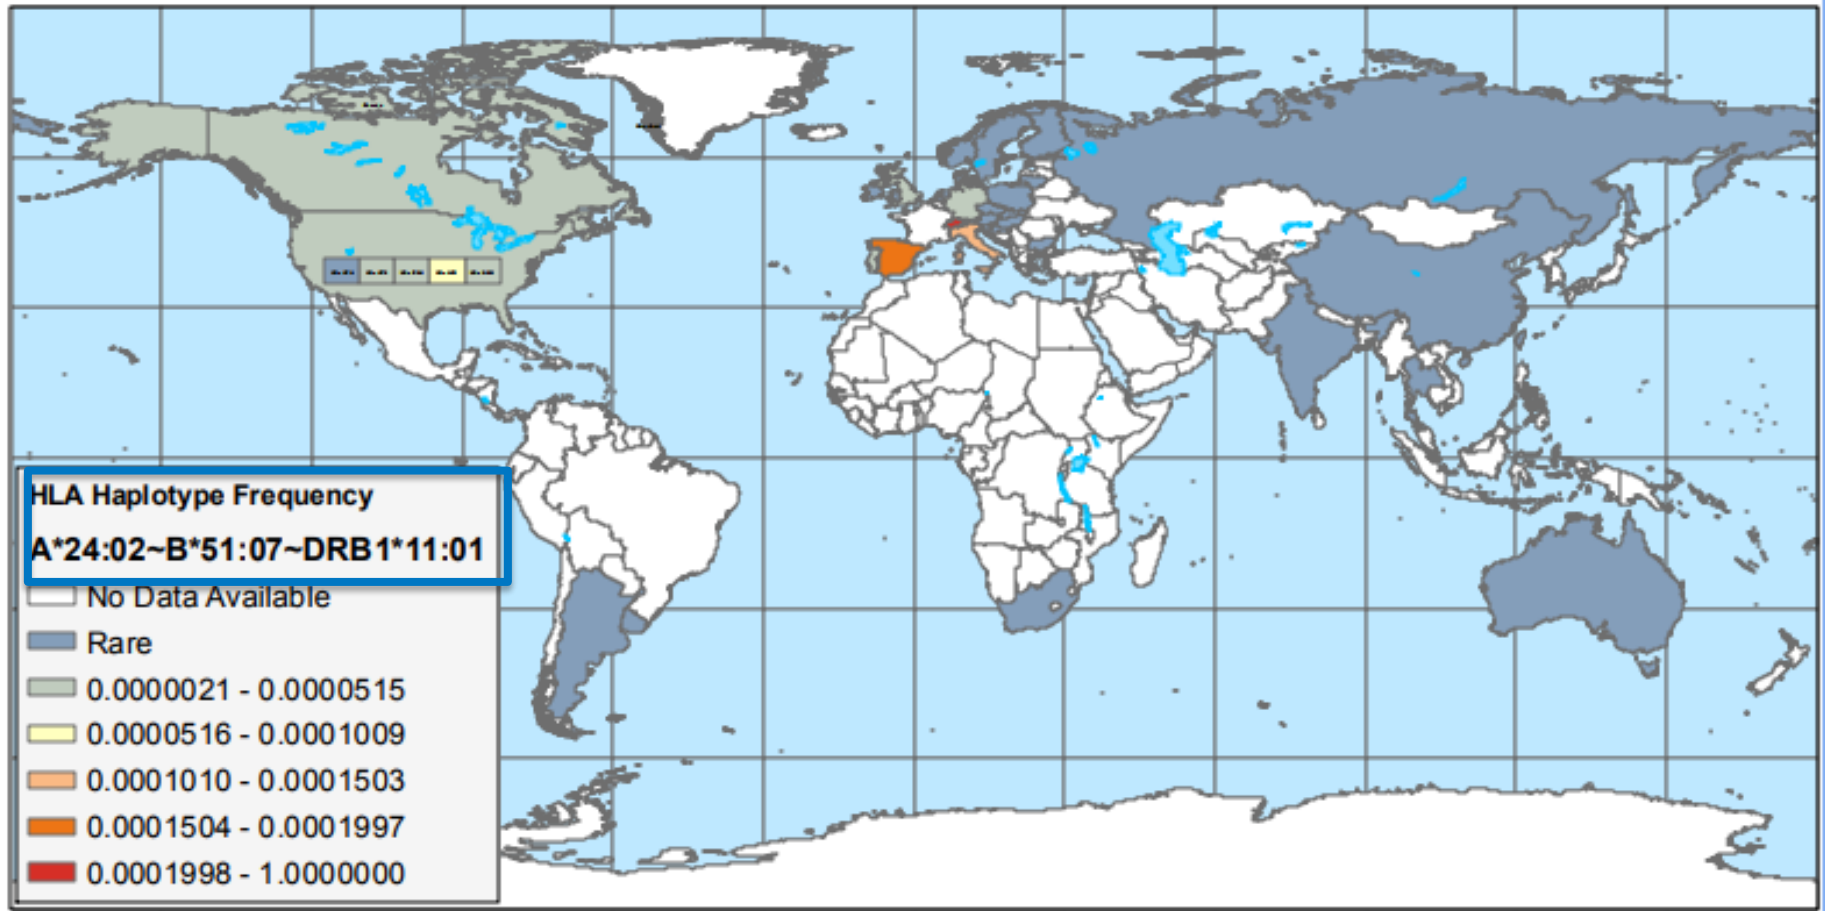 HLA Haplotype Frequency
A*24:02~B*51:07~DRB1*11:01
No Data Available
Rare
0.0000021 - 0.0000515
0.0000516 - 0.0001009
0.0001010 - 0.0001503
0.0001504 - 0.0001997
0.0001998 - 1.0000000